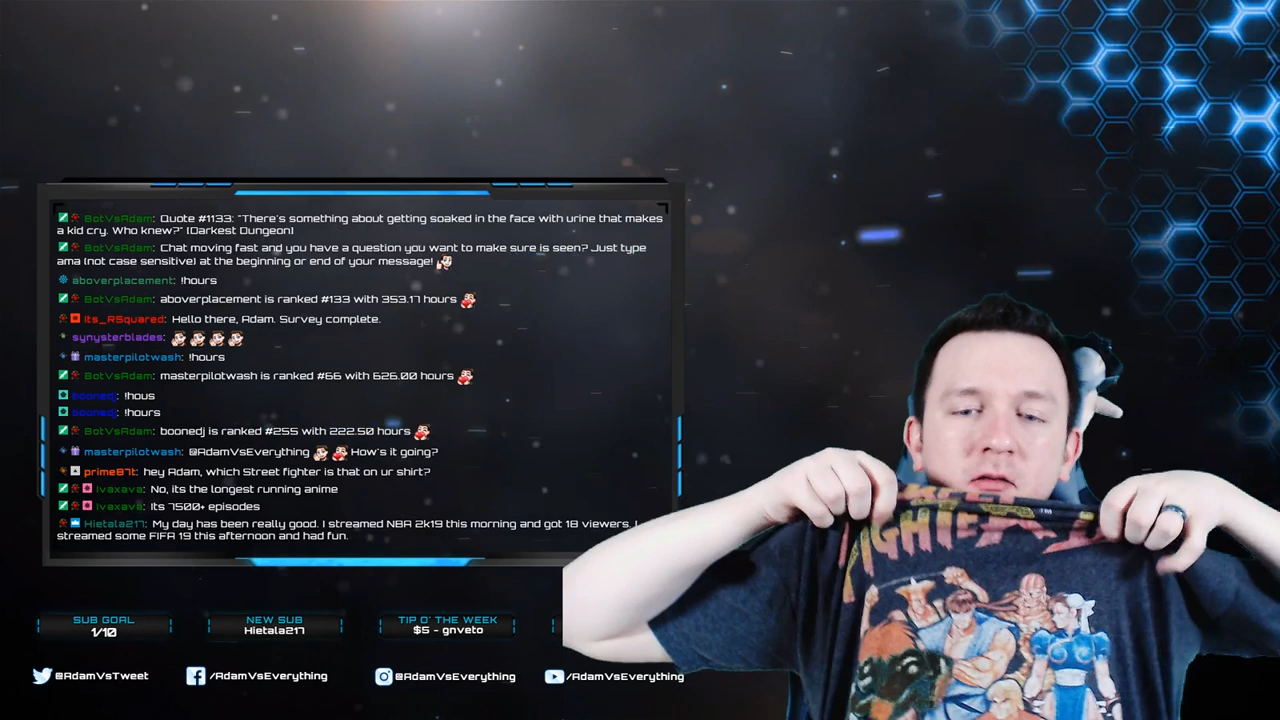 BotVsAdam: Quote #1133: "There's something about getting soaked in the face with urine that makes
a kid cry. Who knew?" [Darkest Dungeon]
BotVsAdam: Chat moving fast and you have a question you want to make sure is seen? Just type
ama (not case sensitive) at the beginning or end of your message!
aboverplacement: !hours
BotVsAdam: aboverplacement is ranked #133 with 353.17 hours
Its_RSquared: Hello there, Adam. Survey complete.
synysterblades:
masterpilotwash: !hours
BotVsAdam: masterpilotwash is ranked #66 with 626.00 hours
boonedj: !hous
boonedj: !hours
BotVsAdam: boonedj is ranked #255 with 222.50 hours
masterpilotwash: @AdamVsEverything How's it going?
prime87t: hey Adam, which Street fighter is that on ur shirt?
lvaxava: No, its the longest running anime
lvaxava: Its 7500+ episodes
Hietala217: My day has been really good. I streamed NBA 2k19 this morning and got 18 viewers. I
streamed some FIFA 19 this afternoon and had fun.
FIGHTER
TM
SUB GOAL
1/10
NEW SUB
Hietala217
TIP O' THE WEEK
$5 - gnveto
@AdamVsTweet
/AdamVsEverything
@AdamVsEverything
/AdamVsEverything